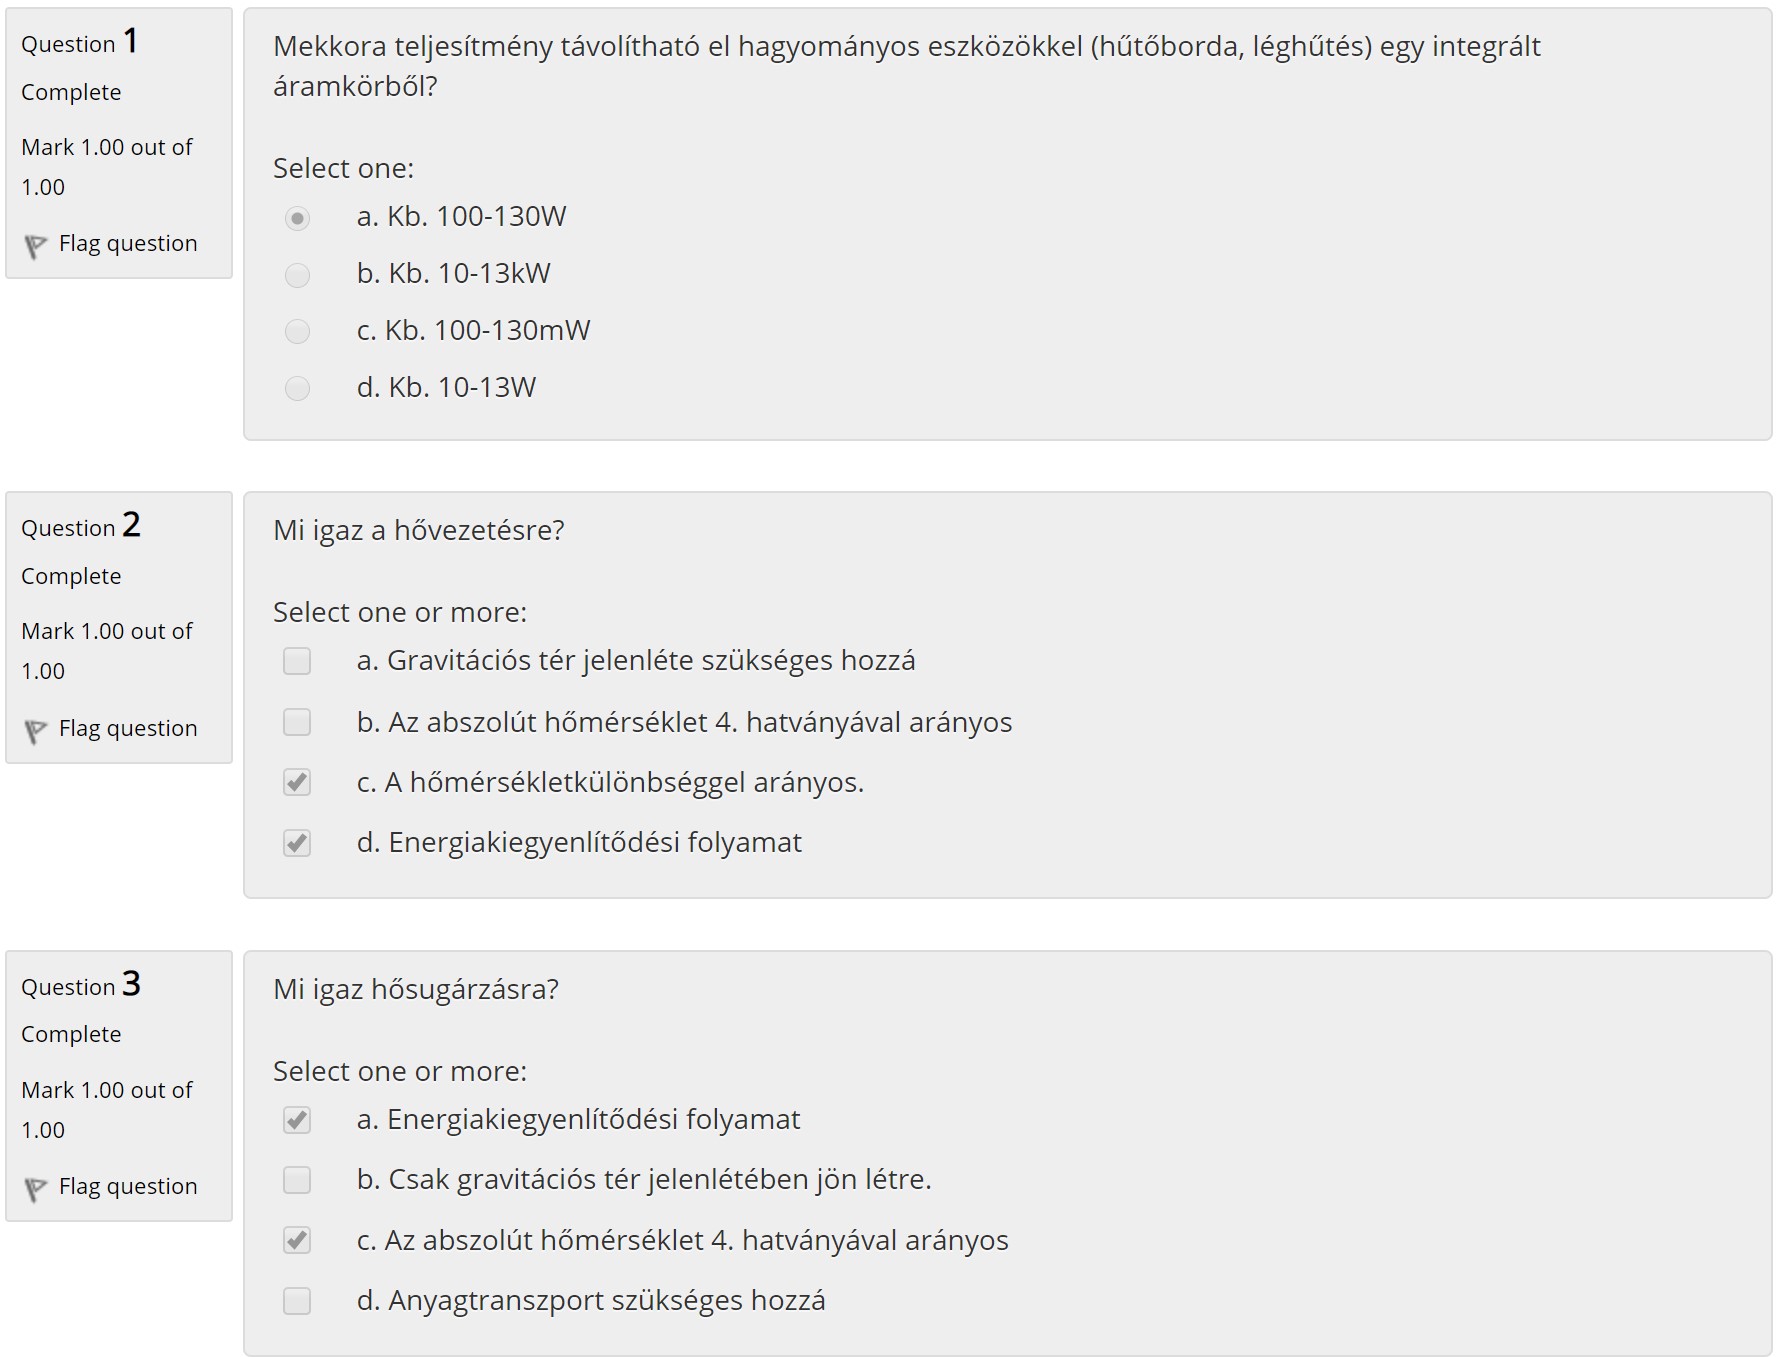 Question 1
Complete
Mark 1.00 out of
1.00
Flag question
Mekkora teljesítmény távolítható el hagyományos eszközökkel (hűtőborda, léghűtés) egy integrált
áramkörből?
Select one:
a. Kb. 100-130W
b. Kb. 10-13kW
c. Kb. 100-130mW
d. Kb. 10-13W
Question 2
Complete
Mark 1.00 out of
1.00
Flag question
Mi igaz a hővezetésre?
Select one or more:
a. Gravitációs tér jelenléte szükséges hozzá
b. Az abszolút hőmérséklet 4. hatványával arányos
c. A hőmérsékletkülönbséggel arányos.
d. Energiakiegyenlítődési folyamat
Question 3
Complete
Mark 1.00 out of
1.00
Flag question
Mi igaz hősugárzásra?
Select one or more:
a. Energiakiegyenlítődési folyamat
b. Csak gravitációs tér jelenlétében jön létre.
c. Az abszolút hőmérséklet 4. hatványával arányos
d. Anyagtranszport szükséges hozzá